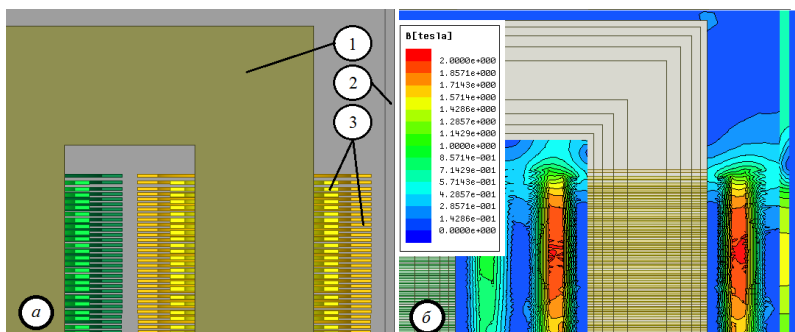 1
2
3
а
B[tesla]
2.0000e+000
1.8571e+000
1.7143e+000
1.5714e+000
1.4286e+000
1.2857e+000
1.1429e+000
1.0000e+000
8.5714e-001
7.1429e-001
5.7143e-001
4.2857e-001
2.8571e-001
1.4286e-001
0.0000e+000
б